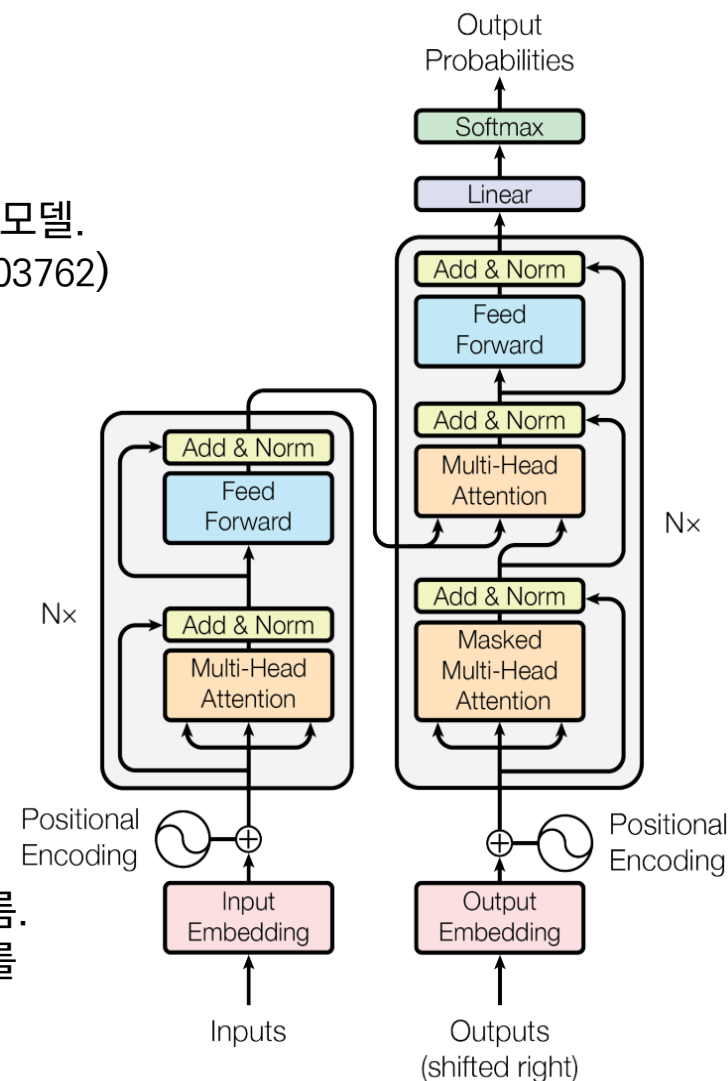 Output
Probabilities
Softmax
Linear
모델.
03762)
Add & Norm
Feed
Forward
Add & Norm
Multi-Head
Attention
Nx
Add & Norm
Masked
Multi-Head
Attention
Add & Norm
Feed
Forward
Nx
Add & Norm
Multi-Head
Attention
Positional
Encoding
Positional
Encoding
Input
Embedding
Output
Embedding
를
Inputs
Outputs
(shifted right)